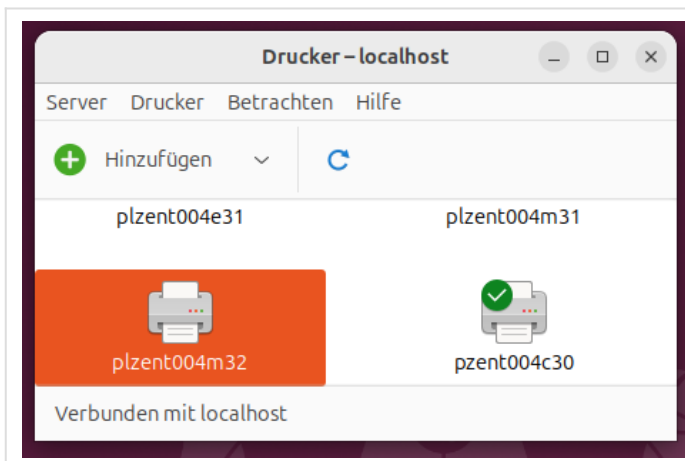 Drucker – localhost
Server Drucker Betrachten Hilfe
Hinzufügen
plzent004e31 plzent004m31
plzent004m32 pzent004c30
Verbunden mit localhost